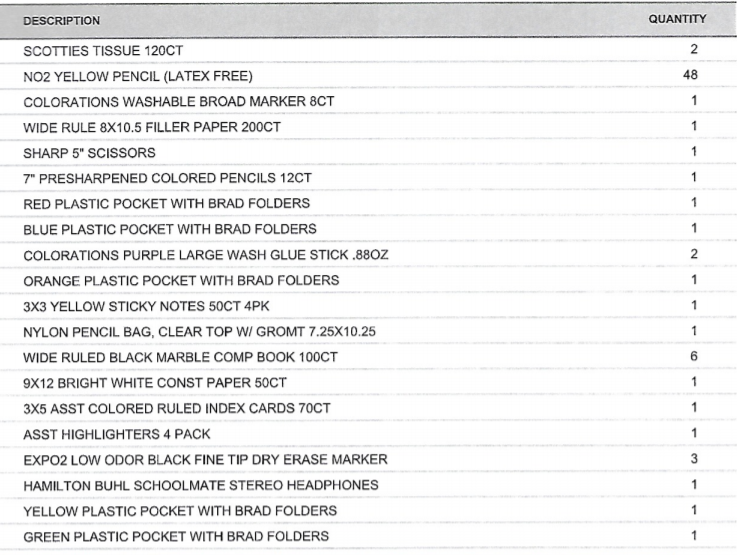 DESCRIPTION QUANTITY
SCOTTIES TISSUE 120CT 2
NO2 YELLOW PENCIL (LATEX FREE) 48
COLORATIONS WASHABLE BROAD MARKER 8CT 1
WIDE RULE 8X10.5 FILLER PAPER 200CT 1
SHARP 5" SCISSORS 1
7" PRESHARPENED COLORED PENCILS 12CT 1
RED PLASTIC POCKET WITH BRAD FOLDERS 1
BLUE PLASTIC POCKET WITH BRAD FOLDERS 1
COLORATIONS PURPLE LARGE WASH GLUE STICK .88OZ 2
ORANGE PLASTIC POCKET WITH BRAD FOLDERS 1
3X3 YELLOW STICKY NOTES 50CT 4PK 1
NYLON PENCIL BAG, CLEAR TOP W/ GROMT 7.25X10.25 1
WIDE RULED BLACK MARBLE COMP BOOK 100CT 6
9X12 BRIGHT WHITE CONST PAPER 50CT 1
3X5 ASST COLORED RULED INDEX CARDS 70CT 1
ASST HIGHLIGHTERS 4 PACK 1
EXPO2 LOW ODOR BLACK FINE TIP DRY ERASE MARKER 3
HAMILTON BUHL SCHOOLMATE STEREO HEADPHONES 1
YELLOW PLASTIC POCKET WITH BRAD FOLDERS 1
GREEN PLASTIC POCKET WITH BRAD FOLDERS 1